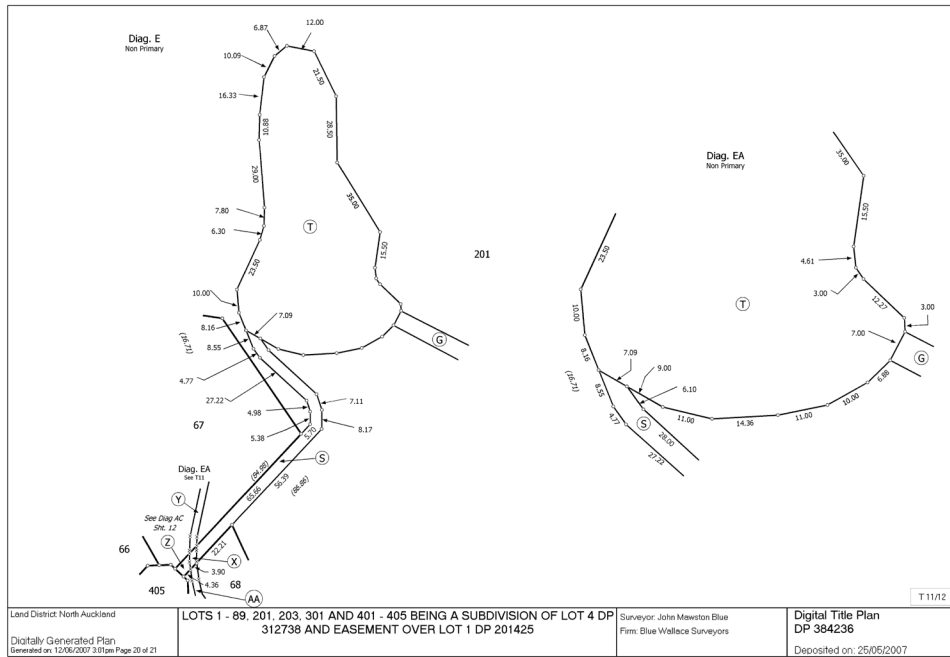 Diag. E
Non Primary
6.87
12.00
10.09
21.50
16.33
10.88
28.50
29.00
35.00
7.80
6.30
T
15.50
23.50
201
10.00
7.09
8.16
(16.71)
8.55
G
4.77
27.22
7.11
4.98
8.17
5.38
5.70
67
S
(84.98)
65.66
56.39
(88.86)
Diag. EA
See T11
Y
See Diag AC
Sht. 12
Z
22.21
66
X
3.90
4.36
68
405
AA
Diag. EA
Non Primary
35.00
15.50
23.50
4.61
3.00
12.27
T
10.00
3.00
7.00
8.16
G
7.09
9.00
(16.71)
6.88
8.55
6.10
10.00
4.77
S
11.00
14.36
11.00
28.00
27.22
T 11/12
Land District: North Auckland
Digitally Generated Plan
Generated on: 12/06/2007 3:01pm Page 20 of 21
LOTS 1 - 89, 201, 203, 301 AND 401 - 405 BEING A SUBDIVISION OF LOT 4 DP
312738 AND EASEMENT OVER LOT 1 DP 201425
Surveyor: John Mawston Blue
Firm: Blue Wallace Surveyors
Digital Title Plan
DP 384236
Deposited on: 25/05/2007